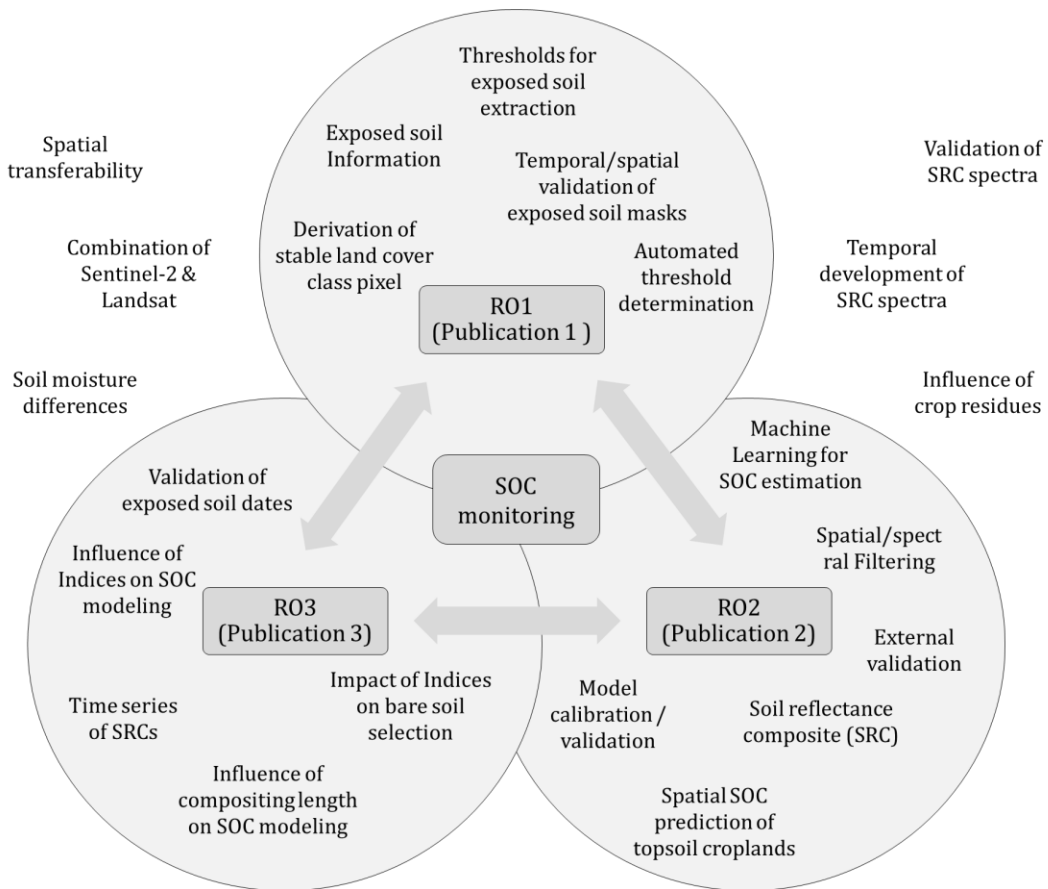 Thresholds for
exposed soil
extraction
Exposed soil
Information
Temporal/spatial
validation of
exposed soil masks
Derivation of
stable land cover
class pixel
Automated
threshold
determination
RO1
(Publication 1 )
Spatial
transferability
Combination of
Sentinel-2 &
Landsat
Soil moisture
differences
Validation of
SRC spectra
Temporal
development of
SRC spectra
Influence of
crop residues
SOC
monitoring
Validation of
exposed soil dates
Influence of
Indices on SOC
modeling
RO3
(Publication 3)
Time series
of SRCs
Impact of Indices
on bare soil
selection
Influence of
compositing length
on SOC modeling
Machine
Learning for
SOC estimation
Spatial/spect
ral Filtering
RO2
(Publication 2)
External
validation
Model
calibration /
validation
Soil reflectance
composite (SRC)
Spatial SOC
prediction of
topsoil croplands